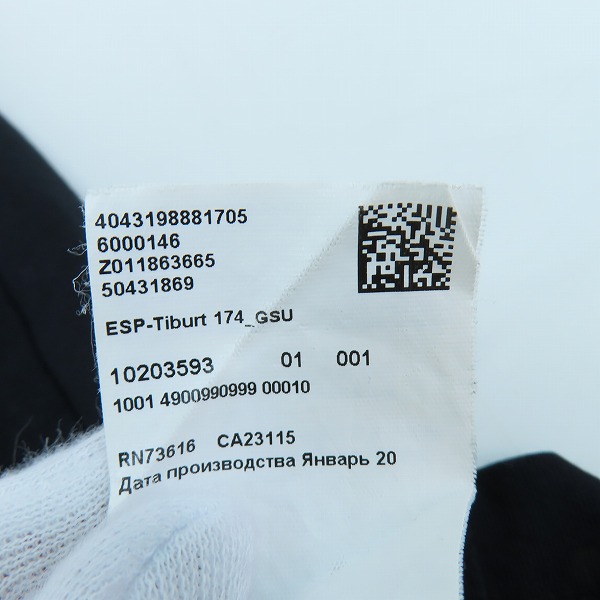 4043198881705
6000146
Z011863665
50431869
ESP-Tiburt 174_GSU
10203593 01 001
1001 4900990999 00010
RN73616 CA23115
Дата производства Январь 20